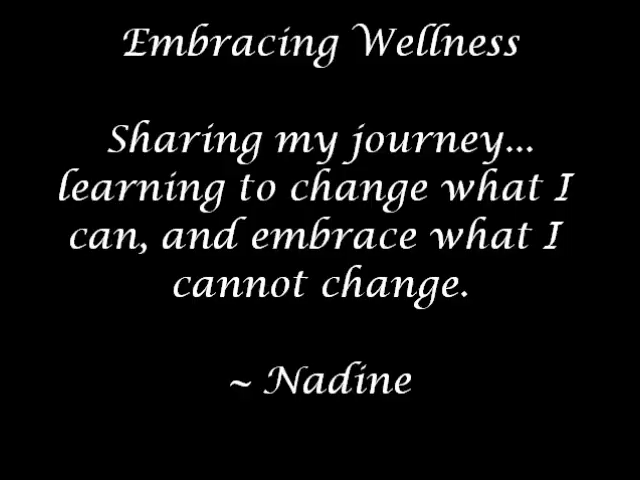 Embracing Wellness
Sharing my journey...
learning to change what I
can, and embrace what I
cannot change.
~ Nadine